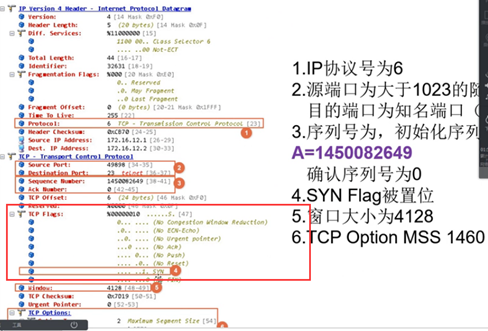 IP Version 4 Header - Internet Protocol Datagram
Version: 4 [14 Mask 0xF0]
Header Length: 5 (20 bytes) [14 Mask 0x0F]
Diff. Services: %11000000 [15]
1100 00.. Class Selector 6
.... ..00 Not-ECT
Total Length: 44 [16-17]
Identifier: 32631 [18-19]
Fragmentation Flags: %000 [20 Mask 0xE0]
0.. Reserved
.0. May Fragment
..0 Last Fragment
Fragment Offset: 0 (0 bytes) [20-21 Mask 0x1FFF]
Time To Live: 255 [22]
Protocol: 6 TCP - Transmission Control Protocol [23]
1
Header Checksum: [24-25]
Source IP Address: 172.16.12.1 [26-29]
Dest. IP Address: 172.16.12.2 [30-33]
TCP - Transport Control Protocol
Source Port: 49898 [34-35]
2
Destination Port: 23 telnet [36-37]
Sequence Number: 1450082649 [38-41]
3
Ack Number: 0 [42-45]
TCP Offset: 6 (24 bytes) [46 Mask 0xF0]
TCP Flags: %00000010 ......S. [47]
0... .... (No Congestion Window Reduction)
.0.. .... (No ECN-Echo)
..0. .... (No Urgent pointer)
...0 .... (No Ack)
.... 0... (No Push)
.... .0.. (No Reset)
.... ..1. SYN
4
Window: 4128 [48-49]
5
TCP Checksum: 0x7D19 [50-51]
Urgent Pointer: 0 [52-53]
TCP Options:
2 Maximum Segment Size [54]
1.IP协议号为6
2.源端口为大于1023的随
目的端口为知名端口（
3.序列号为，初始化序列
A=1450082649
确认序列号为0
4.SYN Flag被置位
5.窗口大小为4128
6.TCP Option MSS 1460
工具